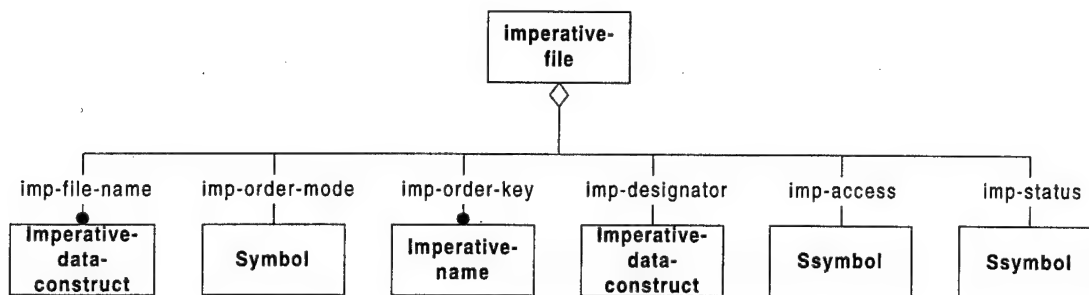 imperative-
file
imp-file-name imp-order-mode imp-order-key imp-designator imp-access imp-status
Imperative-
data-
construct
Symbol
Imperative-
name
Imperative-
data-
construct
Ssymbol
Ssymbol